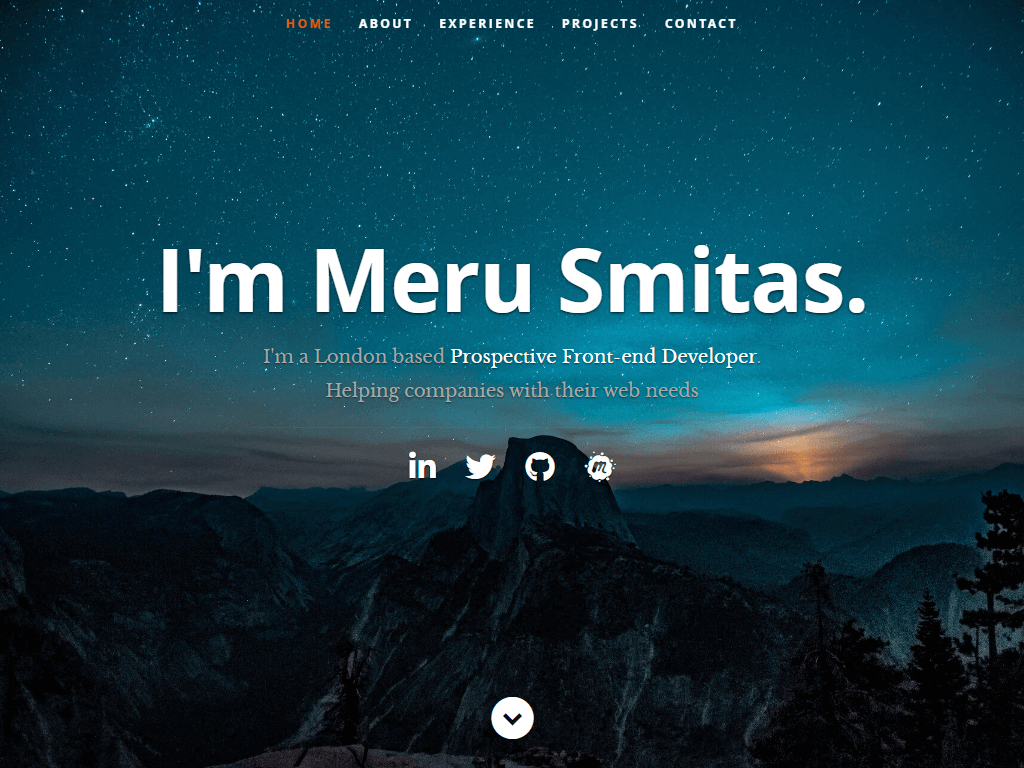 HOME ABOUT EXPERIENCE PROJECTS CONTACT
I'm Meru Smitas.
I'm a London based Prospective Front-end Developer.
Helping companies with their web needs
in
m